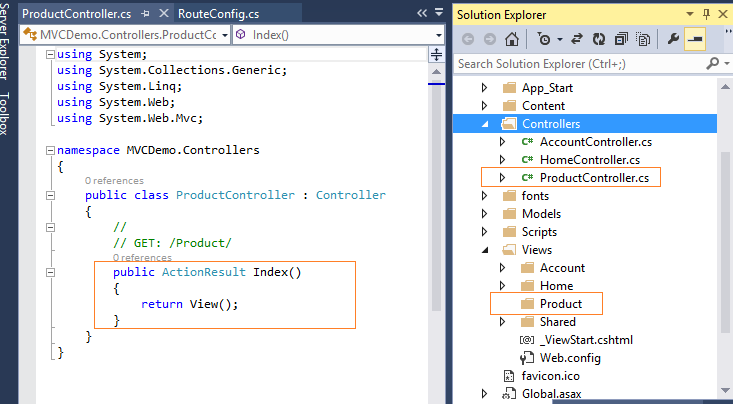 Server Explorer
Toolbox
ProductController.cs
RouteConfig.cs
MVCDemo.Controllers.ProductCo
Index()
using System;
using System.Collections.Generic;
using System.Linq;
using System.Web;
using System.Web.Mvc;
namespace MVCDemo.Controllers
{
0 references
public class ProductController : Controller
{
//
// GET: /Product/
0 references
public ActionResult Index()
{
return View();
}
}
}
Solution Explorer
Search Solution Explorer (Ctrl+;)
App_Start
Content
Controllers
C# AccountController.cs
C# HomeController.cs
C# ProductController.cs
fonts
Models
Scripts
Views
Account
Home
Product
Shared
_ViewStart.cshtml
Web.config
favicon.ico
Global.asax